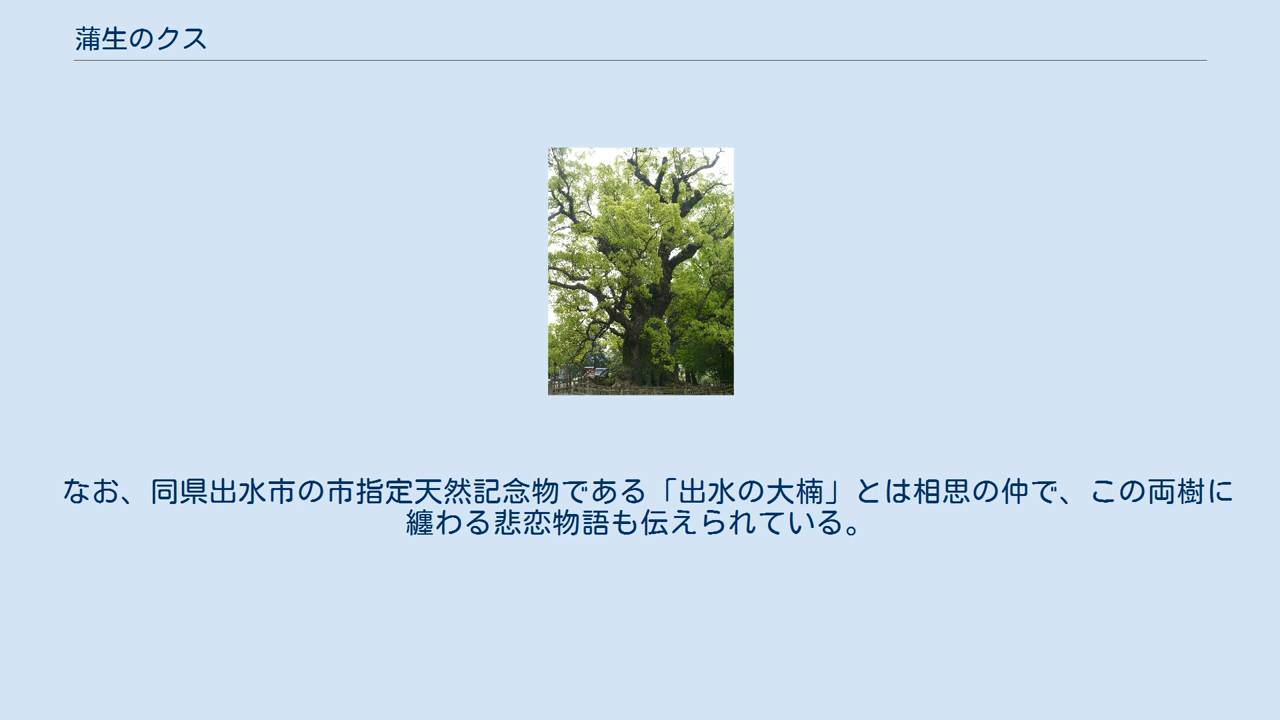 蒲生のクス
なお、同県出水市の市指定天然記念物である「出水の大楠」とは相思の仲で、この両樹に
纏わる悲恋物語も伝えられている。